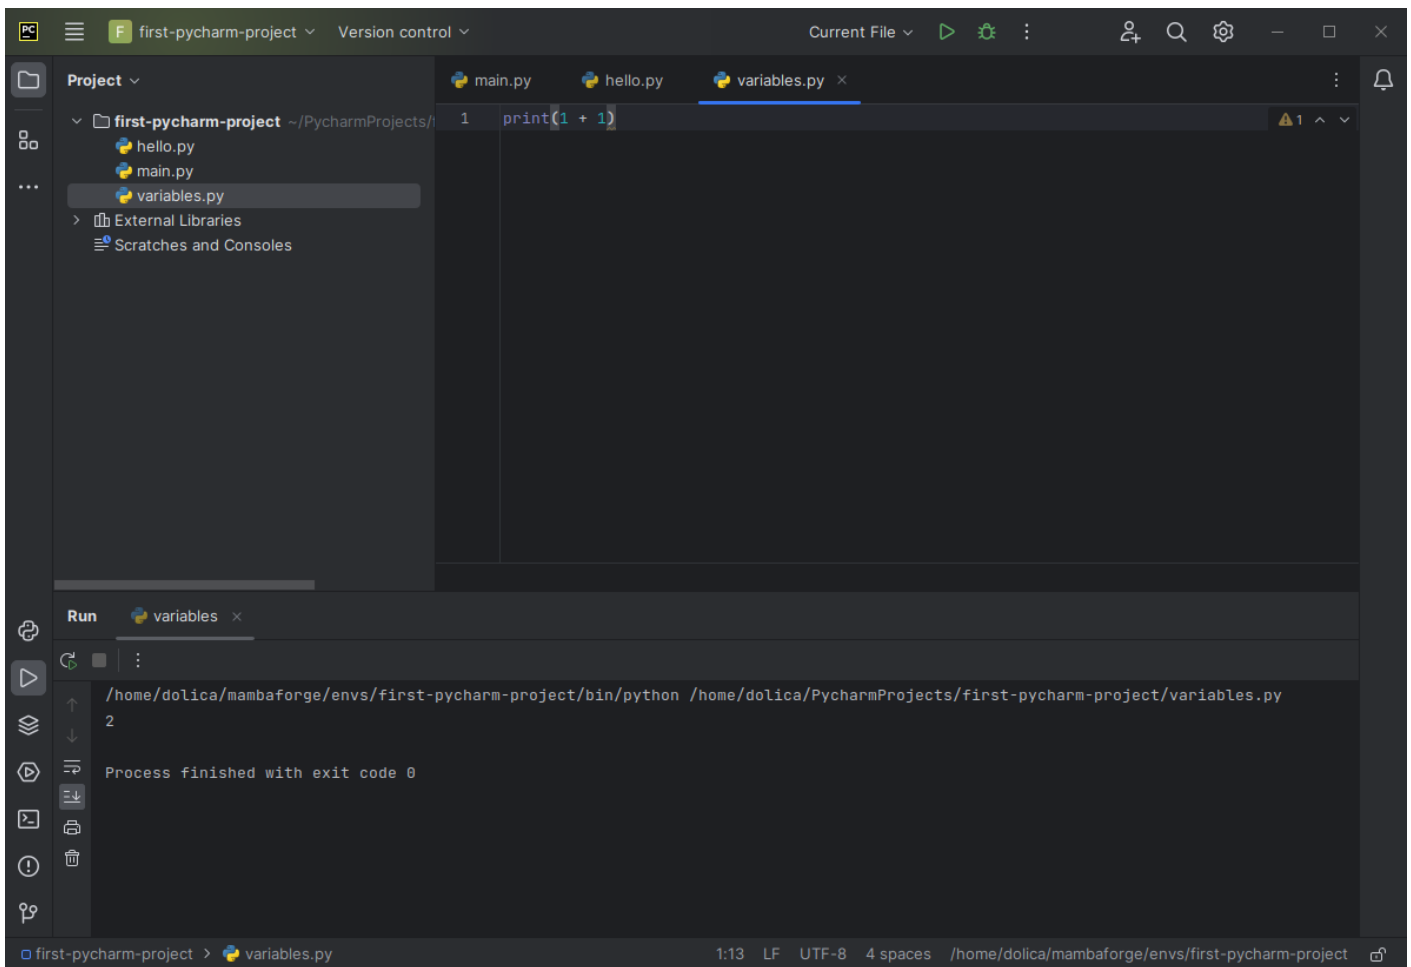 PC F first-pycharm-project Version control Current File
Project
main.py hello.py variables.py
first-pycharm-project ~/PycharmProjects/
hello.py
main.py
variables.py
External Libraries
Scratches and Consoles
1 print(1 + 1) 1
Run variables
/home/dolica/mambaforge/envs/first-pycharm-project/bin/python /home/dolica/PycharmProjects/first-pycharm-project/variables.py
2
Process finished with exit code 0
first-pycharm-project > variables.py 1:13 LF UTF-8 4 spaces /home/dolica/mambaforge/envs/first-pycharm-project